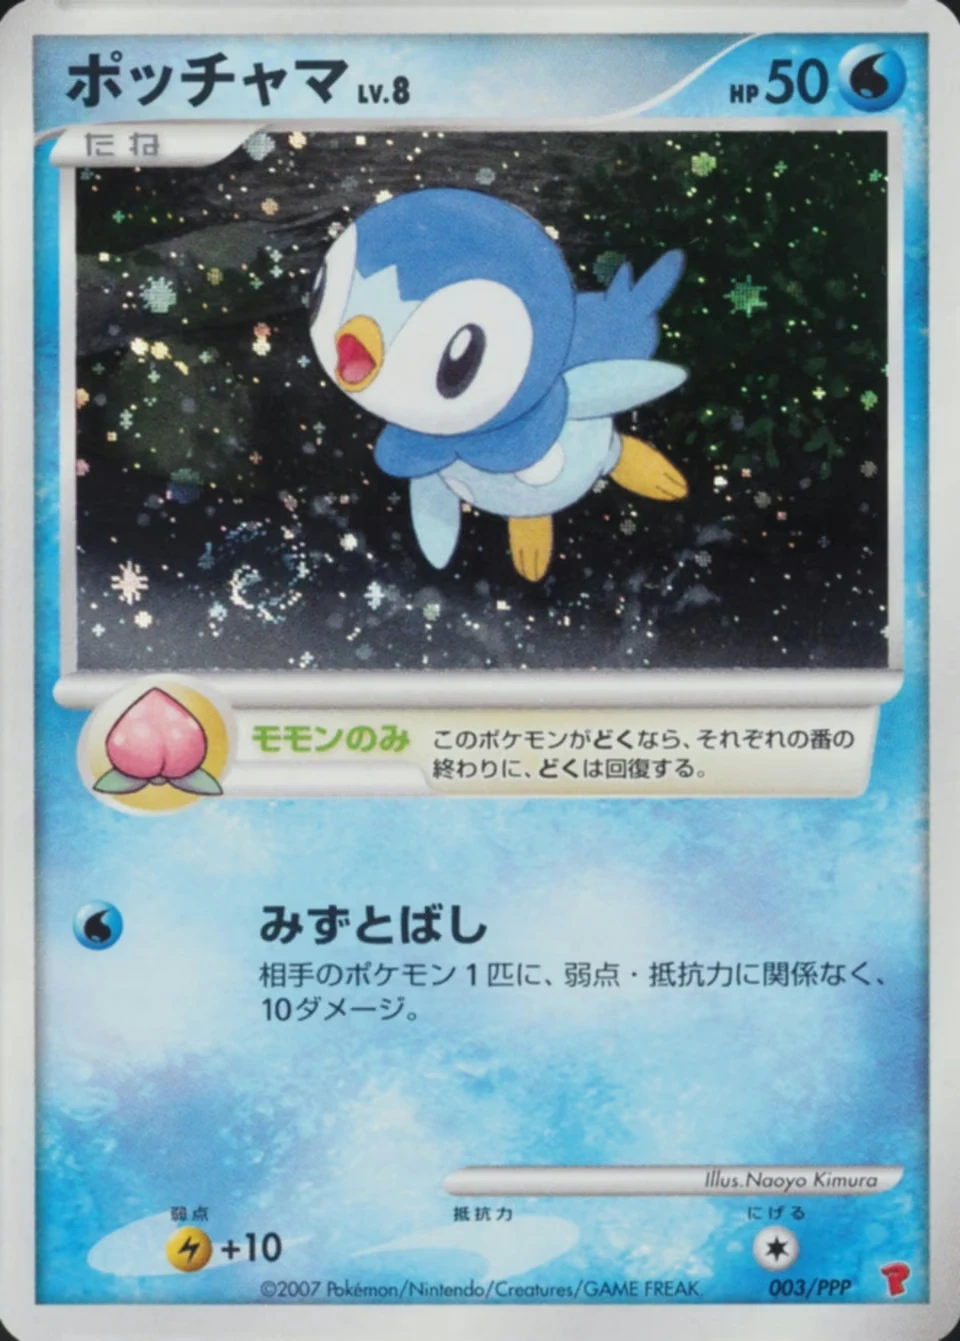 ポッチャマ LV.8 HP 50
たね
モモンのみ このポケモンがどくなら、それぞれの番の
終わりに、どくは回復する。
みずとばし
相手のポケモン1匹に、弱点・抵抗力に関係なく、
10ダメージ。
Illus.Naoyo Kimura
弱点 抵抗力 にげる
+10
©2007 Pokémon/Nintendo/Creatures/GAME FREAK. 003/PPP P